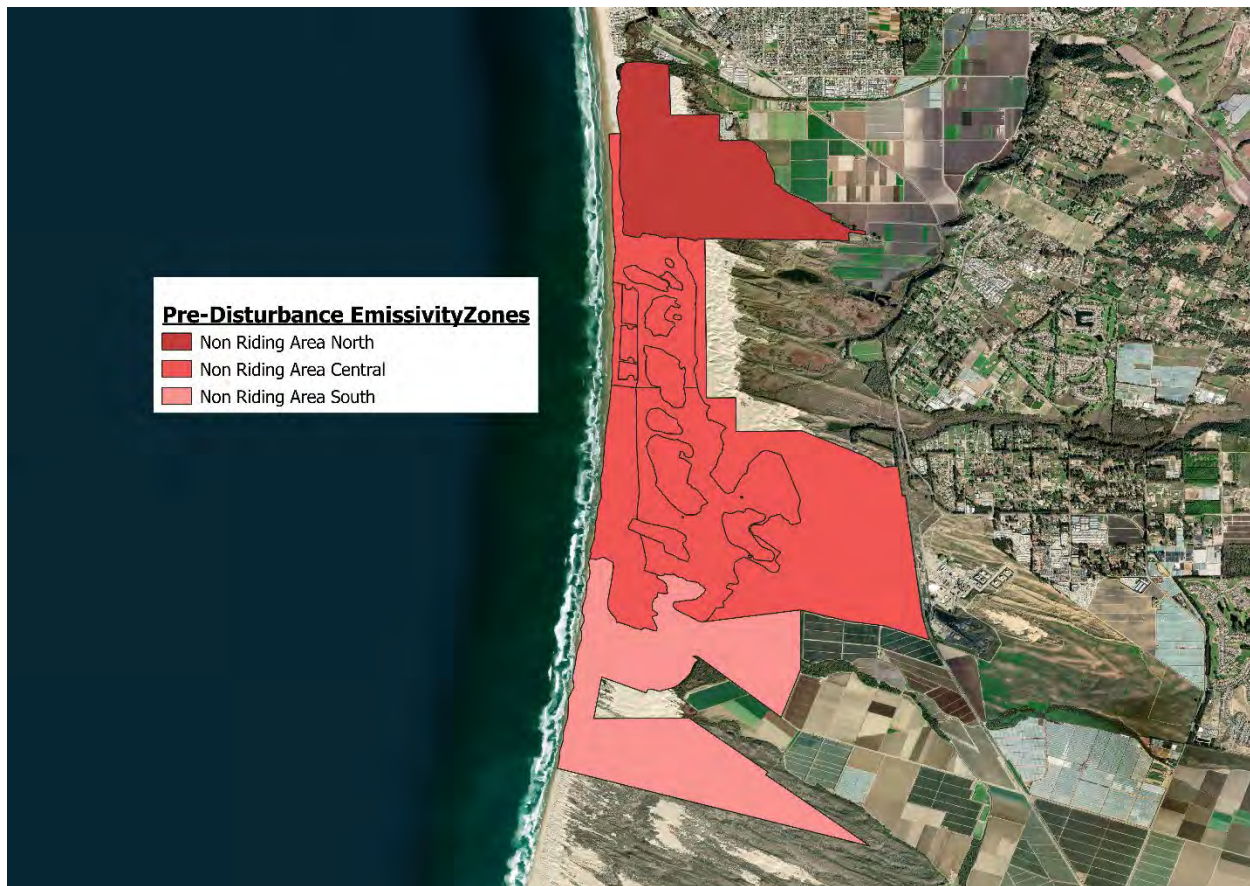 Pre-Disturbance EmissivityZones
Non Riding Area North
Non Riding Area Central
Non Riding Area South